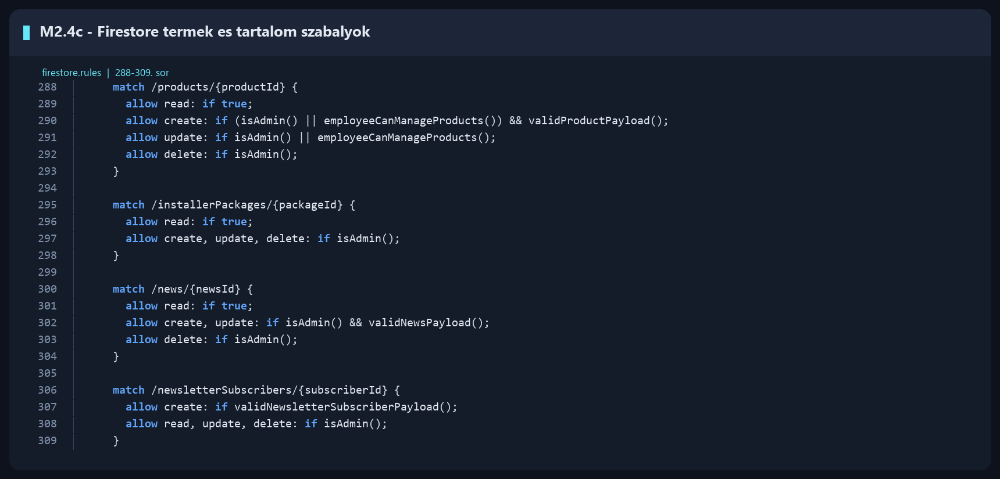 M2.4c - Firestore termek es tartalom szabalyok
firestore.rules | 288-309. sor
288 match /products/{productId} {
289 allow read: if true;
290 allow create: if (isAdmin() || employeeCanManageProducts()) && validProductPayload();
291 allow update: if isAdmin() || employeeCanManageProducts();
292 allow delete: if isAdmin();
293 }
294
295 match /installerPackages/{packageId} {
296 allow read: if true;
297 allow create, update, delete: if isAdmin();
298 }
299
300 match /news/{newsId} {
301 allow read: if true;
302 allow create, update: if isAdmin() && validNewsPayload();
303 allow delete: if isAdmin();
304 }
305
306 match /newsletterSubscribers/{subscriberId} {
307 allow create: if validNewsletterSubscriberPayload();
308 allow read, update, delete: if isAdmin();
309 }